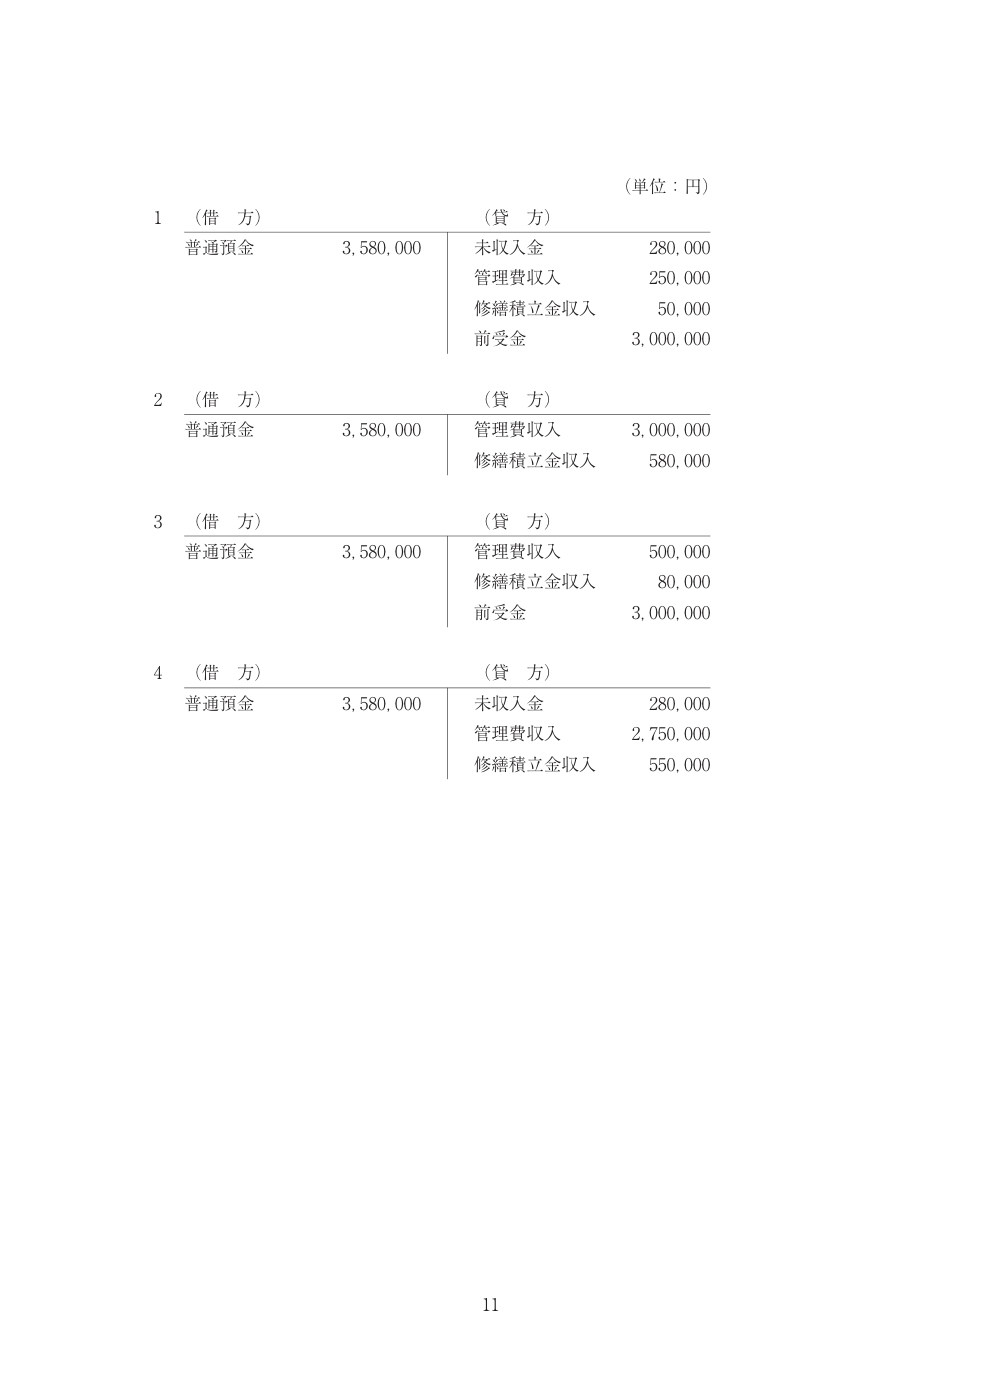 （単位：円）
1 （借　方） （貸　方）
普通預金 3,580,000 未収入金 280,000
管理費収入 250,000
修繕積立金収入 50,000
前受金 3,000,000
2 （借　方） （貸　方）
普通預金 3,580,000 管理費収入 3,000,000
修繕積立金収入 580,000
3 （借　方） （貸　方）
普通預金 3,580,000 管理費収入 500,000
修繕積立金収入 80,000
前受金 3,000,000
4 （借　方） （貸　方）
普通預金 3,580,000 未収入金 280,000
管理費収入 2,750,000
修繕積立金収入 550,000
11